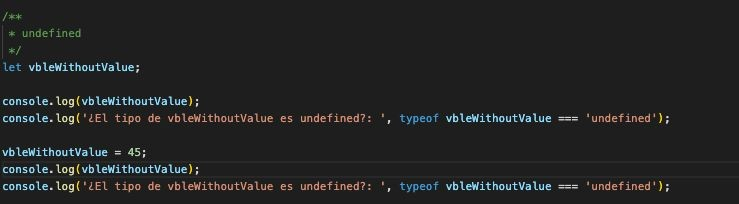 /**
 * undefined
 */
let vbleWithoutValue;

console.log(vbleWithoutValue);
console.log('¿El tipo de vbleWithoutValue es undefined?: ', typeof vbleWithoutValue === 'undefined');

vbleWithoutValue = 45;
console.log(vbleWithoutValue);
console.log('¿El tipo de vbleWithoutValue es undefined?: ', typeof vbleWithoutValue === 'undefined');